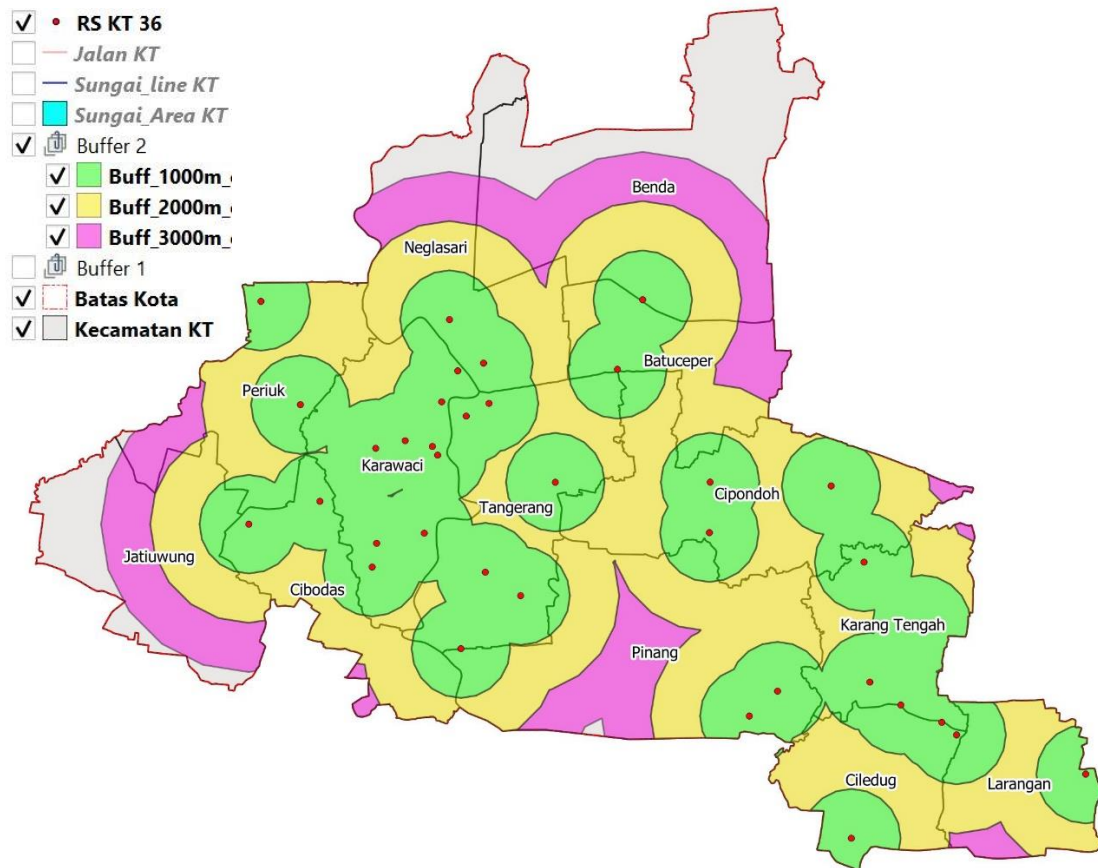 RS KT 36
Jalan KT
Sungai_line KT
Sungai_Area KT
Buffer 2
Buff_1000m_
Buff_2000m_
Buff_3000m_
Buffer 1
Batas Kota
Kecamatan KT
Benda
Neglasari
Batuceper
Periuk
Karawaci
Cipondoh
Tangerang
Jatiuwung
Cibodas
Karang Tengah
Pinang
Ciledug
Larangan